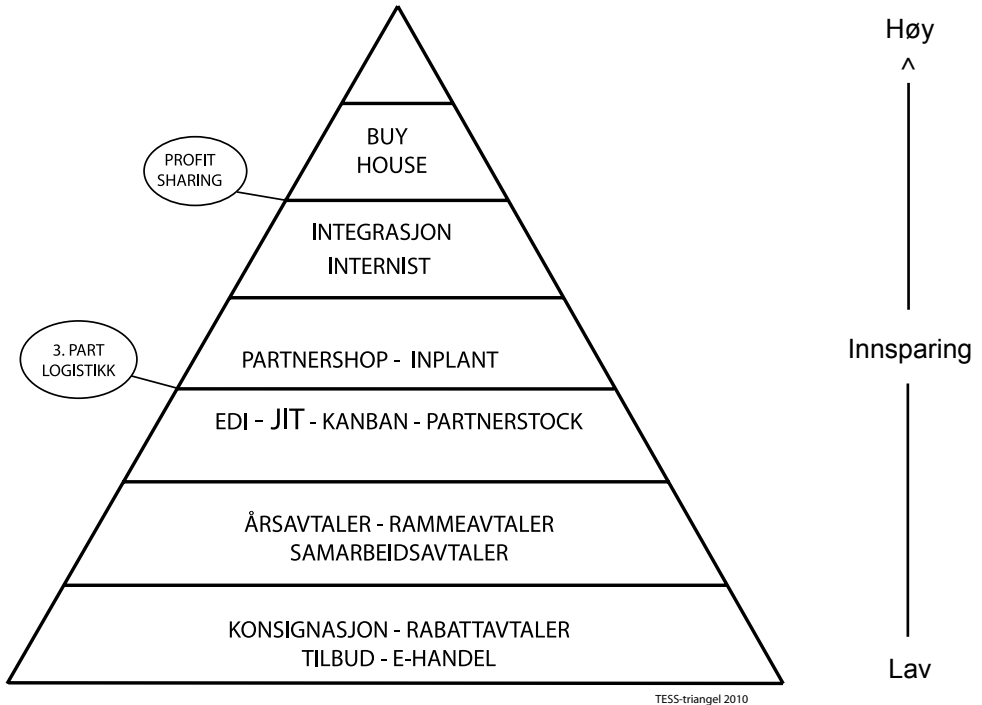 Høy
^
BUY
HOUSE
PROFIT
SHARING
INTEGRASJON
INTERNIST
3. PART
LOGISTIKK
PARTNERSHOP - INPLANT
Innsparing
EDI - JIT - KANBAN - PARTNERSTOCK
ÅRSAVTALER - RAMMEAVTALER
SAMARBEIDSAVTALER
KONSIGNASJON - RABATTAVTALER
TILBUD - E-HANDEL
Lav
TESS-triangel 2010